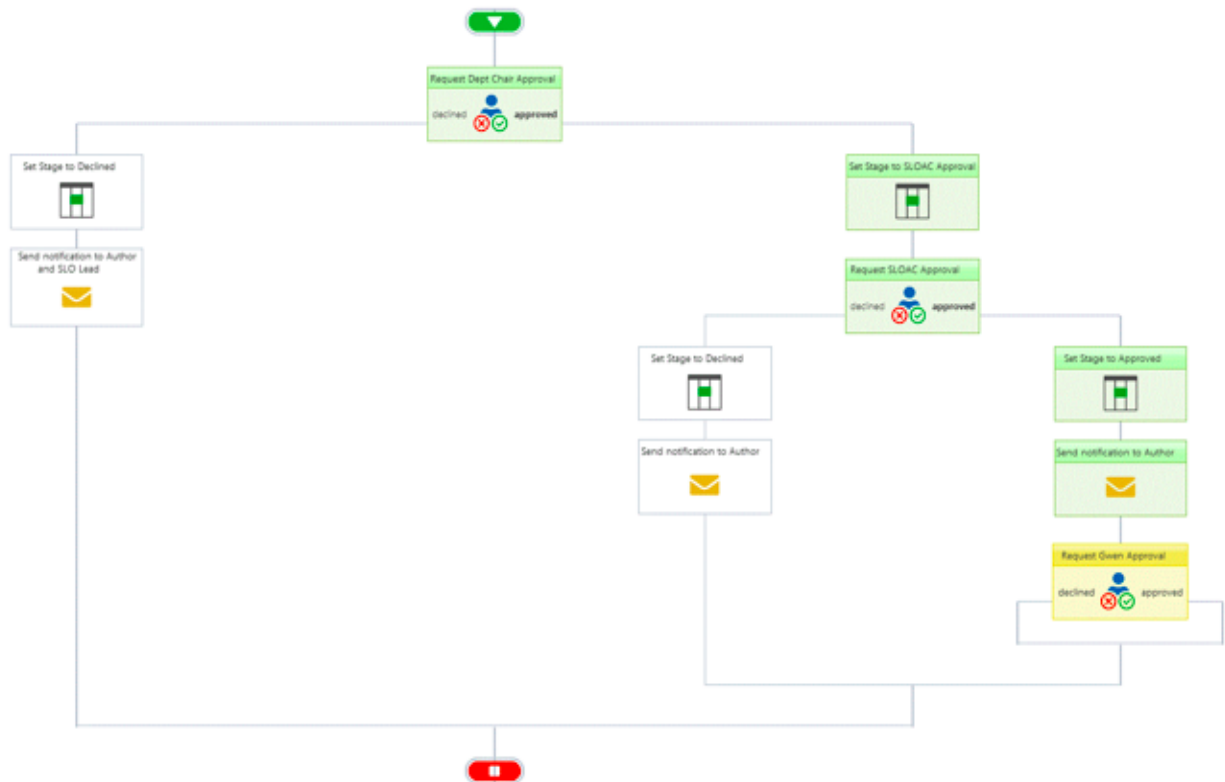 Request Dept Chair Approval
declined approved
Set Stage to Declined
Send notification to Author
and SLO Lead
Set Stage to SLOAC Approval
Request SLOAC Approval
declined approved
Set Stage to Declined
Send notification to Author
Set Stage to Approved
Send notification to Author
Request Gwen Approval
declined approved